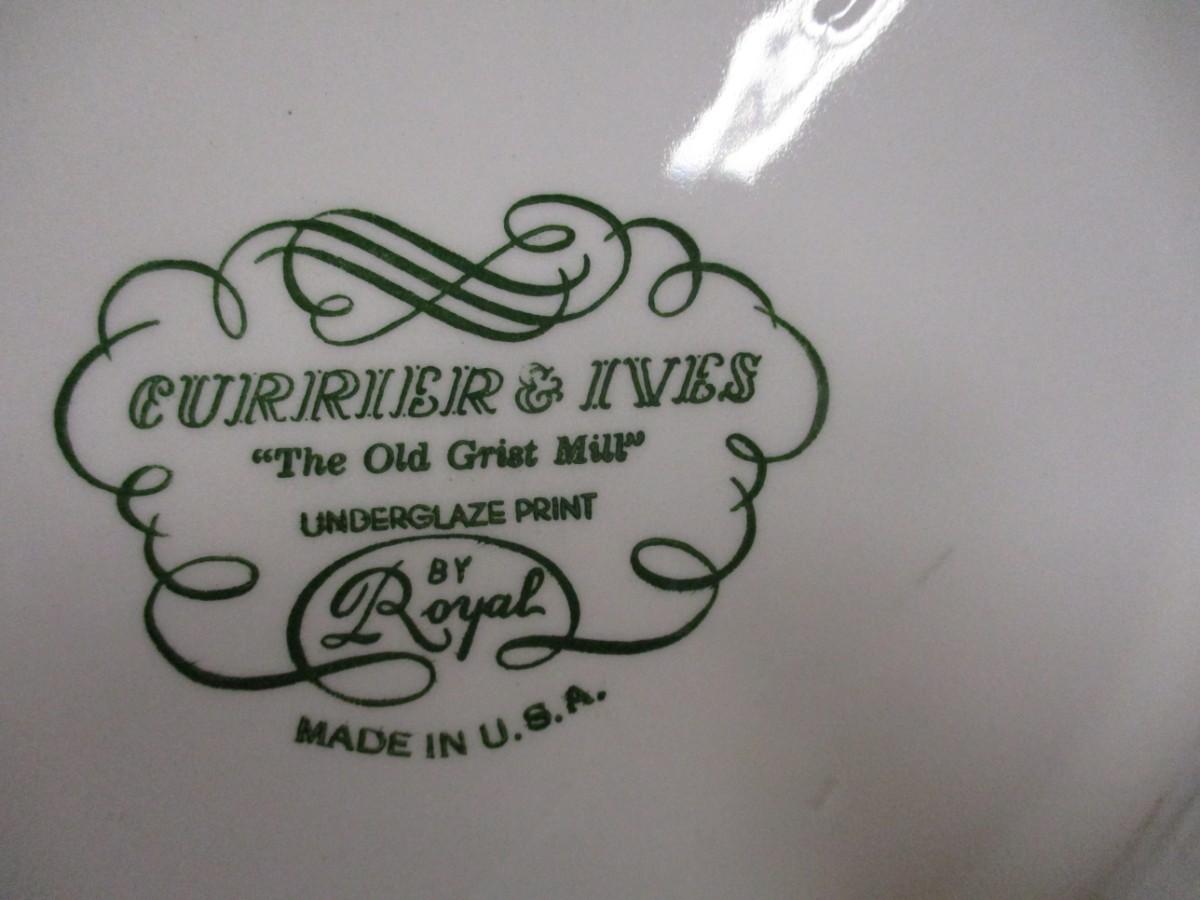 CURRIER & IVES
"The Old Grist Mill"
UNDERGLAZE PRINT
BY
Royal
MADE IN U.S.A.